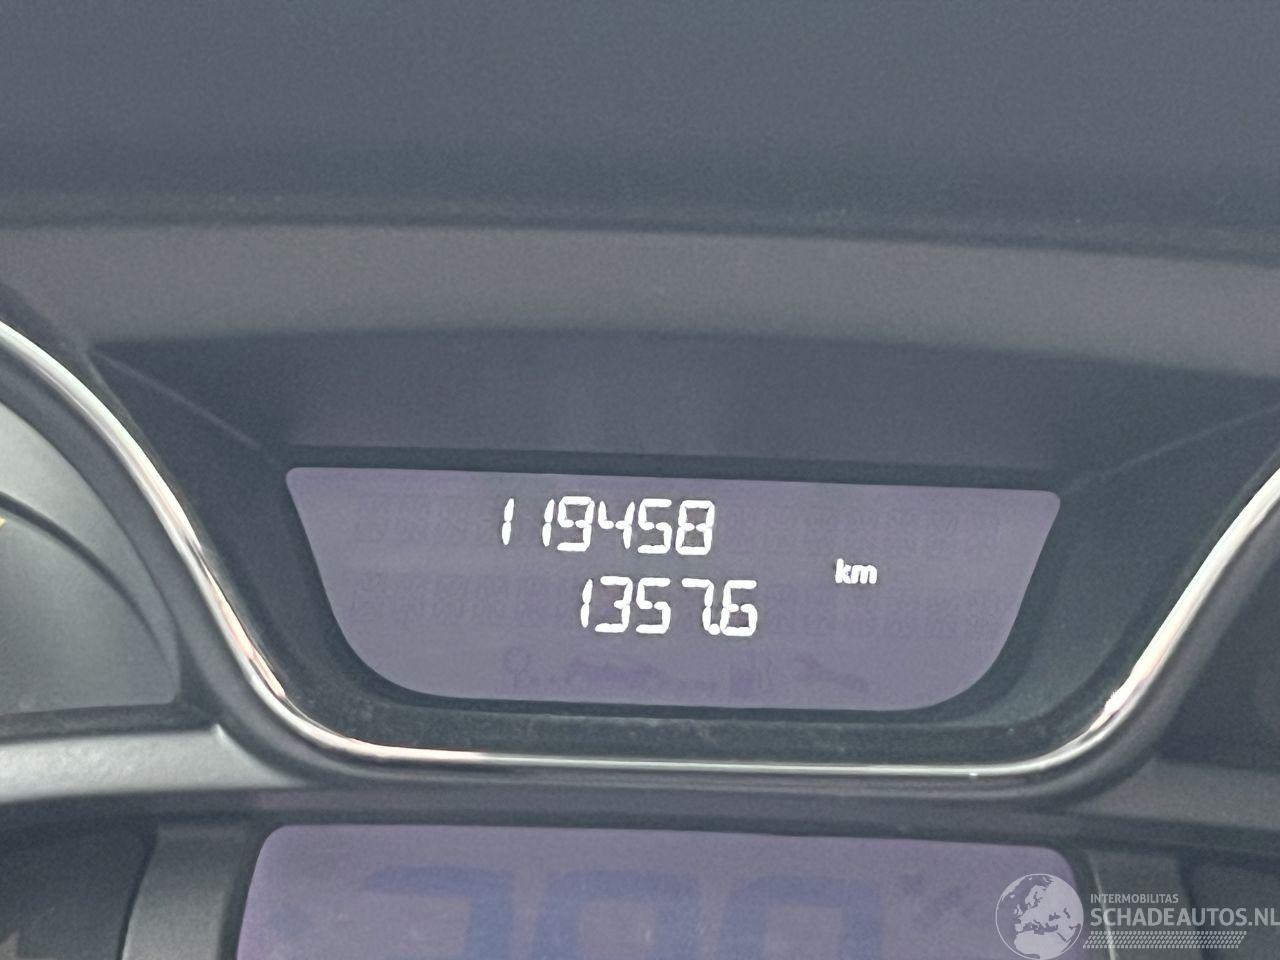 119458
km
1357.6
INTERMOBILITAS
SCHADEAUTOS.NL